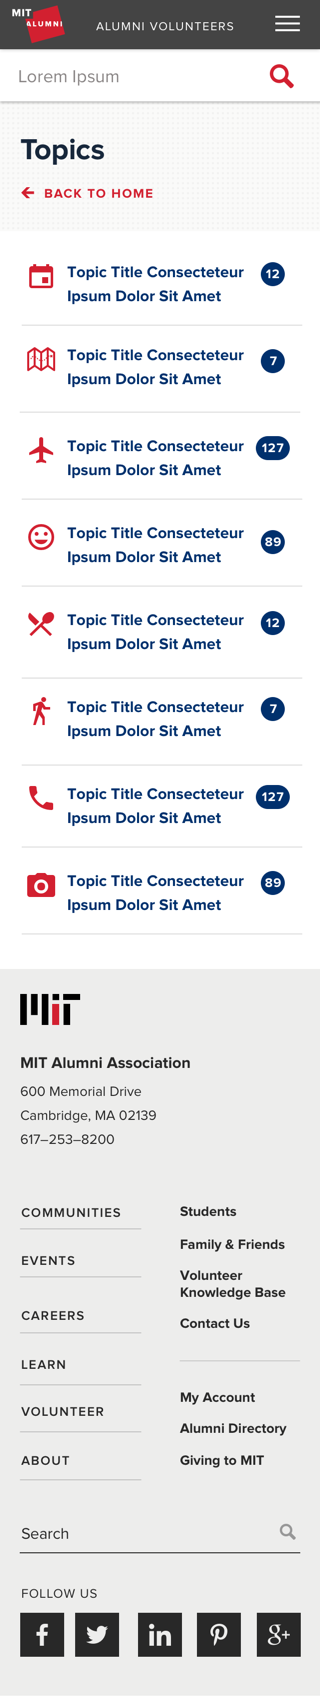 MIT
ALUMNI
ALUMNI VOLUNTEERS
Lorem Ipsum
Topics
BACK TO HOME
Topic Title Consecteteur
Ipsum Dolor Sit Amet
12
Topic Title Consecteteur
Ipsum Dolor Sit Amet
7
Topic Title Consecteteur
Ipsum Dolor Sit Amet
127
Topic Title Consecteteur
Ipsum Dolor Sit Amet
89
Topic Title Consecteteur
Ipsum Dolor Sit Amet
12
Topic Title Consecteteur
Ipsum Dolor Sit Amet
7
Topic Title Consecteteur
Ipsum Dolor Sit Amet
127
Topic Title Consecteteur
Ipsum Dolor Sit Amet
89
MIT
MIT Alumni Association
600 Memorial Drive
Cambridge, MA 02139
617–253–8200
COMMUNITIES
EVENTS
CAREERS
LEARN
VOLUNTEER
ABOUT
Students
Family & Friends
Volunteer
Knowledge Base
Contact Us
My Account
Alumni Directory
Giving to MIT
Search
FOLLOW US
f
in
g+